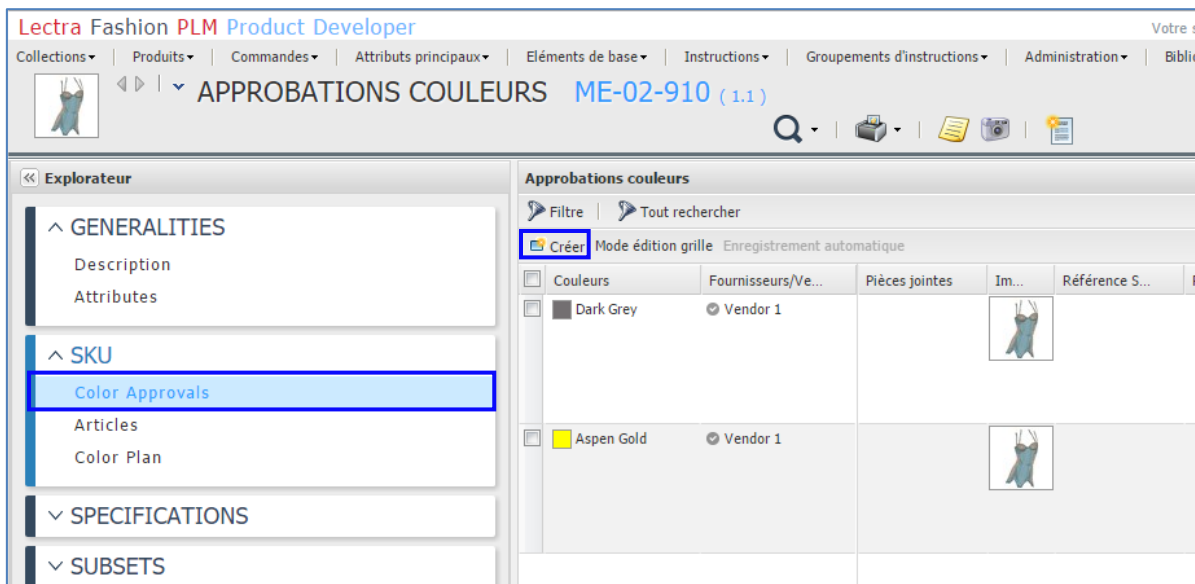 Lectra Fashion PLM Product Developer
Votre s
Collections Produits Commandes Attributs principaux Eléments de base Instructions Groupements d'instructions Administration Biblic
APPROBATIONS COULEURS ME-02-910 ( 1.1 )
Explorateur
GENERALITIES
Description
Attributes
SKU
Color Approvals
Articles
Color Plan
SPECIFICATIONS
SUBSETS
Approbations couleurs
Filtre Tout rechercher
Créer Mode édition grille Enregistrement automatique
Couleurs Fournisseurs/Ve... Pièces jointes Im... Référence S...
Dark Grey Vendor 1
Aspen Gold Vendor 1